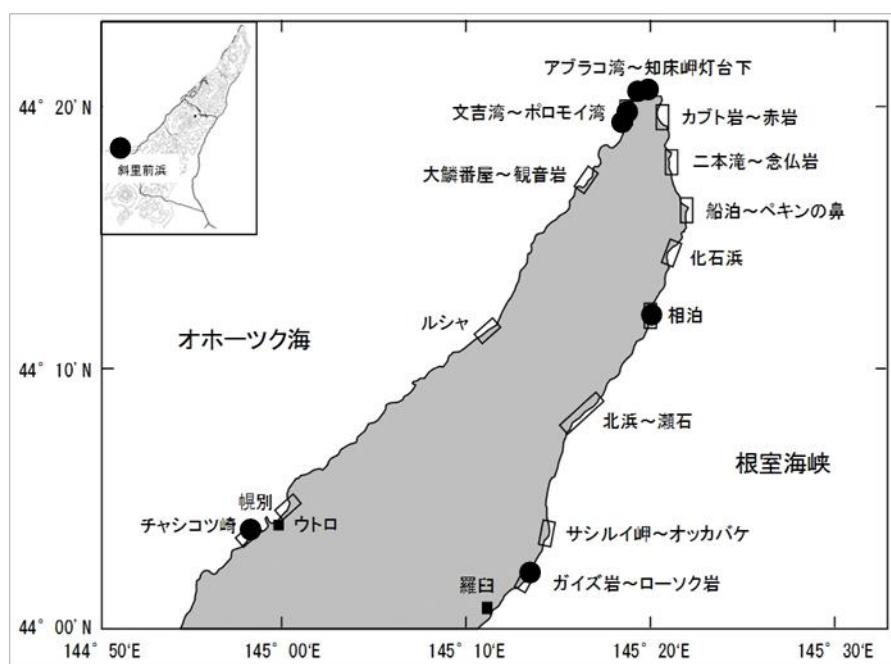 アブラコ湾～知床岬灯台下
44° 20' N
文吉湾～ポロモイ湾
カブト岩～赤岩
斜里前浜
大鱗番屋～観音岩
二本滝～念仏岩
船泊～ペキンの鼻
化石浜
ルシャ
相泊
オホーツク海
44° 10' N
北浜～瀬石
根室海峡
幌別
チャシコツ崎
ウトロ
サシルイ岬～オッカバケ
羅臼
ガイズ岩～ローソク岩
44° 00' N
144° 50'E
145° 00'E
145° 10'E
145° 20'E
145° 30'E